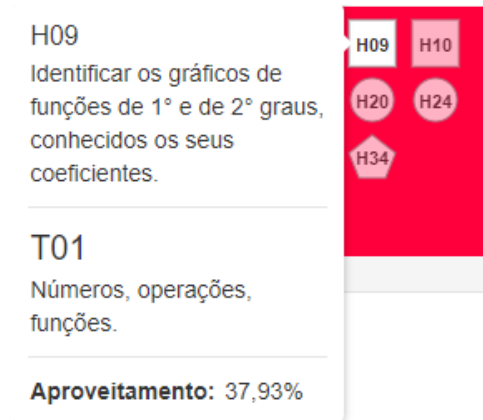 H09
Identificar os gráficos de
funções de 1° e de 2° graus,
conhecidos os seus
coeficientes.
T01
Números, operações,
funções.
Aproveitamento: 37,93%
H09 H10
H20 H24
H34